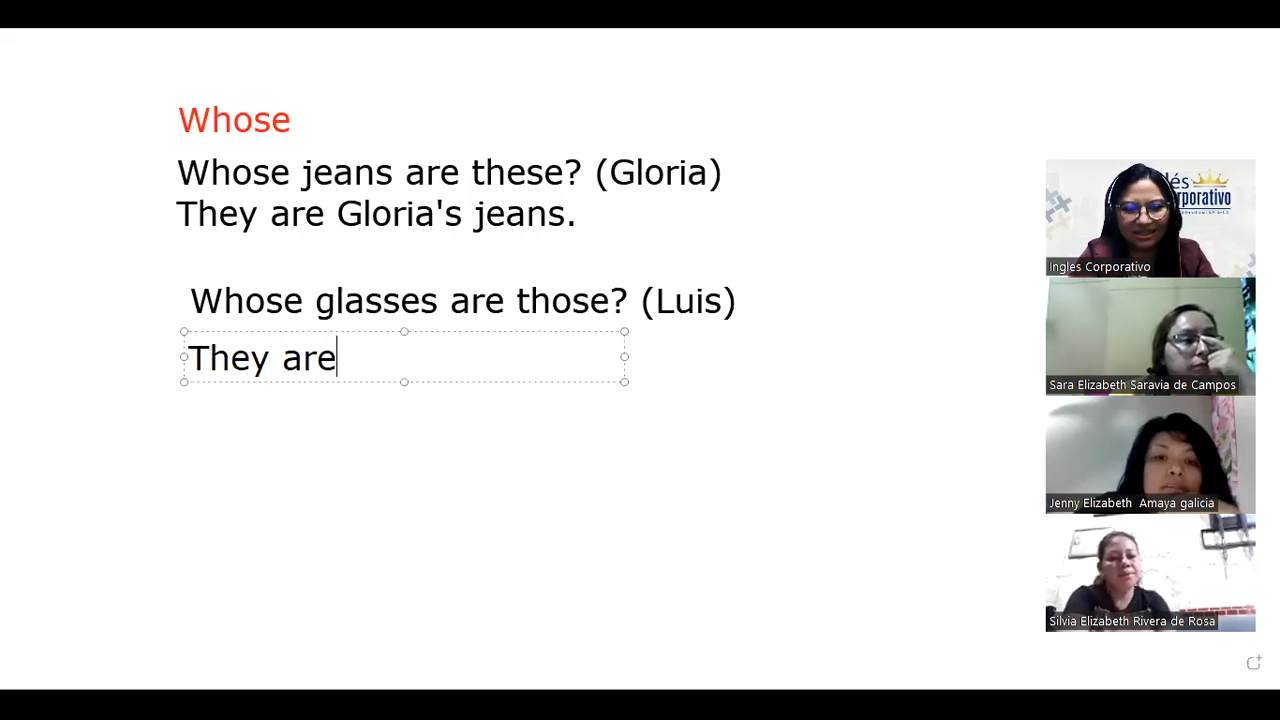 Whose
Whose jeans are these? (Gloria)
They are Gloria's jeans.
Whose glasses are those? (Luis)
They are
Ingles Corporativo
Sara Elizabeth Saravia de Campos
Jenny Elizabeth Amaya galicia
Silvia Elizabeth Rivera de Rosa